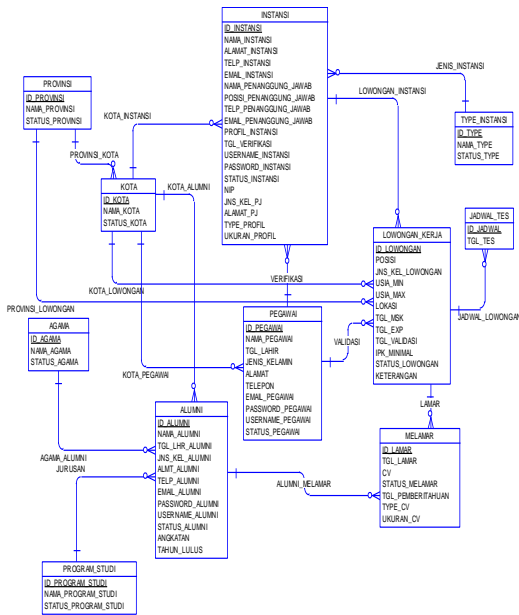 INSTANSI
ID_INSTANSI
NAMA_INSTANSI
ALAMAT_INSTANSI
TELP_INSTANSI
EMAIL_INSTANSI
NAMA_PENANGGUNG_JAWAB
POSISI_PENANGGUNG_JAWAB
TELP_PENANGGUNG_JAWAB
EMAIL_PENANGGUNG_JAWAB
PROFIL_INSTANSI
TGL_VERIFIKASI
USERNAME_INSTANSI
PASSWORD_INSTANSI
STATUS_INSTANSI
NIP
JNS_KEL_PJ
ALAMAT_PJ
TYPE_PROFIL
UKURAN_PROFIL
JENIS_INSTANSI
LOWONGAN_INSTANSI
TYPE_INSTANSI
ID_TYPE
NAMA_TYPE
STATUS_TYPE
PROVINSI
ID_PROVINSI
NAMA_PROVINSI
STATUS_PROVINSI
KOTA_INSTANSI
PROVINSI_KOTA
KOTA
ID_KOTA
NAMA_KOTA
STATUS_KOTA
KOTA_ALUMNI
JADWAL_TES
ID_JADWAL
TGL_TES
LOWONGAN_KERJA
ID_LOWONGAN
POSISI
JNS_KEL_LOWONGAN
USIA_MIN
USIA_MAX
LOKASI
TGL_MSK
TGL_EXP
TGL_VALIDASI
IPK_MINIMAL
STATUS_LOWONGAN
KETERANGAN
VERIFIKASI
KOTA_LOWONGAN
PROVINSI_LOWONGAN
JADWAL_LOWONGAN
PEGAWAI
ID_PEGAWAI
NAMA_PEGAWAI
TGL_LAHIR
JENIS_KELAMIN
ALAMAT
TELEPON
EMAIL_PEGAWAI
PASSWORD_PEGAWAI
USERNAME_PEGAWAI
STATUS_PEGAWAI
VALIDASI
AGAMA
ID_AGAMA
NAMA_AGAMA
STATUS_AGAMA
KOTA_PEGAWAI
LAMAR
ALUMNI
ID_ALUMNI
NAMA_ALUMNI
TGL_LHR_ALUMNI
JNS_KEL_ALUMNI
ALMT_ALUMNI
TELP_ALUMNI
EMAIL_ALUMNI
PASSWORD_ALUMNI
USERNAME_ALUMNI
STATUS_ALUMNI
ANGKATAN
TAHUN_LULUS
AGAMA_ALUMNI
JURUSAN
ALUMNI_MELAMAR
MELAMAR
ID_LAMAR
TGL_LAMAR
CV
STATUS_MELAMAR
TGL_PEMBERITAHUAN
TYPE_CV
UKURAN_CV
PROGRAM_STUDI
ID_PROGRAM_STUDI
NAMA_PROGRAM_STUDI
STATUS_PROGRAM_STUDI